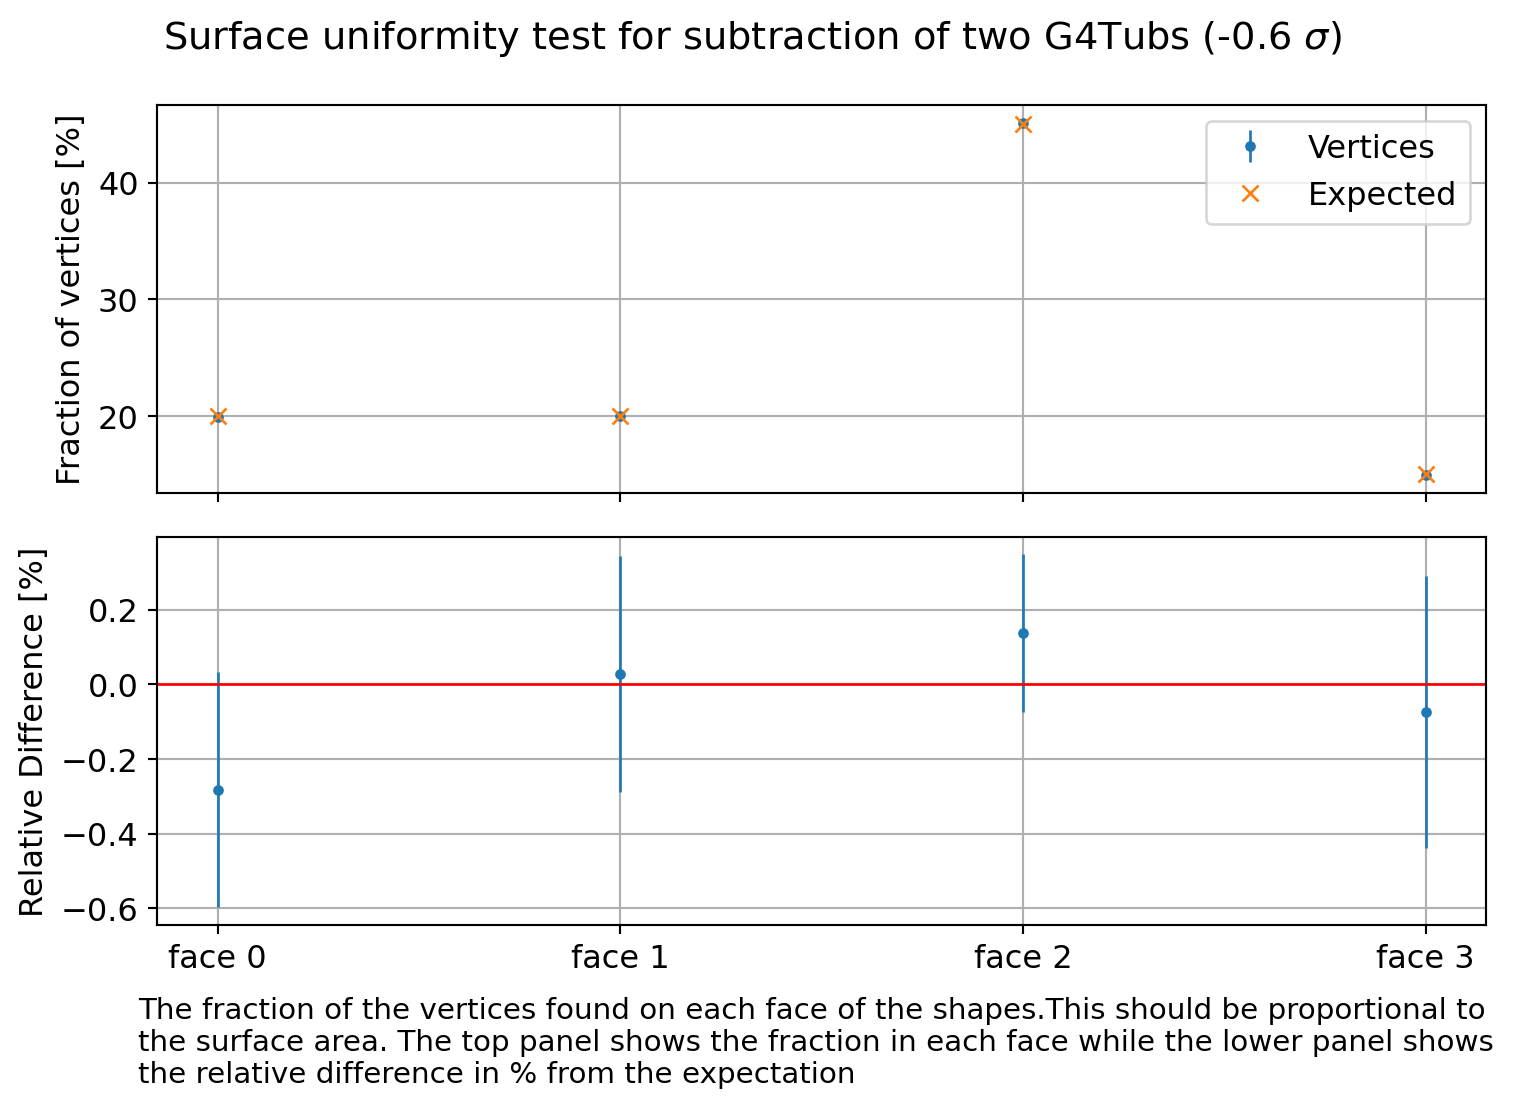 Surface uniformity test for subtraction of two G4Tubs (-0.6 σ)
Fraction of vertices [%]
40
30
20
Vertices
Expected
Relative Difference [%]
0.2
0.0
−0.2
−0.4
−0.6
face 0
face 1
face 2
face 3
The fraction of the vertices found on each face of the shapes.This should be proportional to
the surface area. The top panel shows the fraction in each face while the lower panel shows
the relative difference in % from the expectation